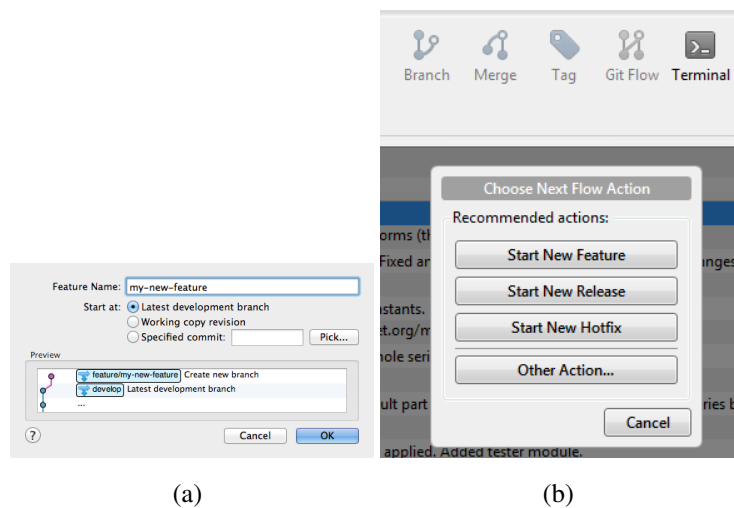 Feature Name: my-new-feature
Start at: Latest development branch
Working copy revision
Specified commit: Pick...
Preview
feature/my-new-feature Create new branch
develop Latest development branch
...
? Cancel OK
(a)
Branch Merge Tag Git Flow Terminal
Choose Next Flow Action
Recommended actions:
orms (th
Start New Feature
Fixed an
anges
Start New Release
nstants.
Start New Hotfix
et.org/m
hole seri
Other Action...
ult part
ries b
Cancel
applied. Added tester module.
(b)